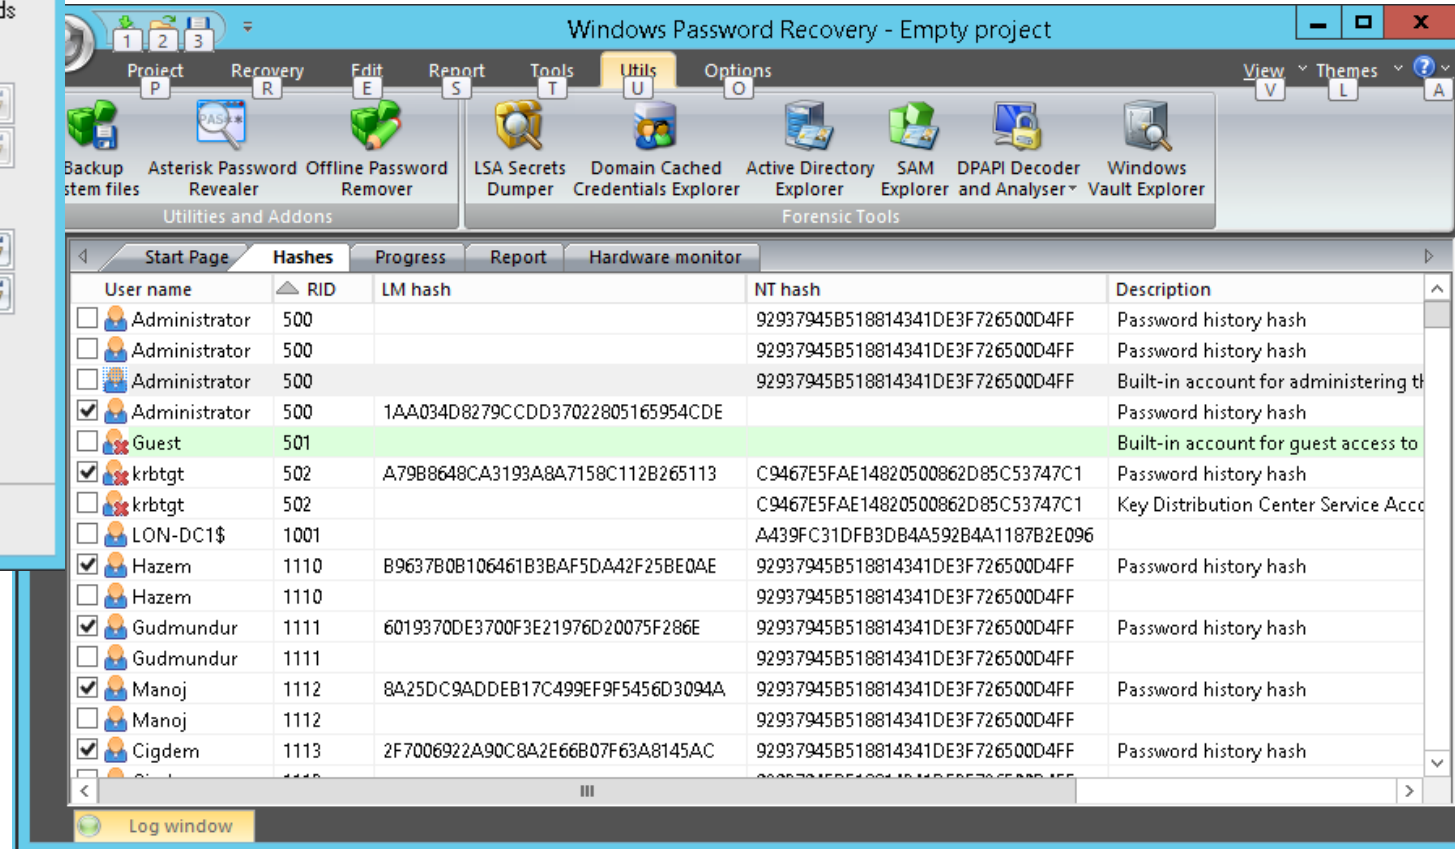 ds
1 2 3
Windows Password Recovery - Empty project
Project Recovery Edit Report Tools Utils Options View Themes
P R E S T U O V L A
Backup Asterisk Password Offline Password LSA Secrets Domain Cached Active Directory SAM DPAPI Decoder Windows
stem files Revealer Remover Dumper Credentials Explorer Explorer Explorer and Analyser Vault Explorer
Utilities and Addons Forensic Tools
Start Page Hashes Progress Report Hardware monitor
User name RID LM hash NT hash Description
Administrator 500 92937945B518814341DE3F726500D4FF Password history hash
Administrator 500 92937945B518814341DE3F726500D4FF Password history hash
Administrator 500 92937945B518814341DE3F726500D4FF Built-in account for administering th
Administrator 500 1AA034D8279CCDD37022805165954CDE Password history hash
Guest 501 Built-in account for guest access to
krbtgt 502 A79B8648CA3193A8A7158C112B265113 C9467E5FAE14820500862D85C53747C1 Password history hash
krbtgt 502 C9467E5FAE14820500862D85C53747C1 Key Distribution Center Service Acco
LON-DC1$ 1001 A439FC31DFB3DB4A592B4A1187B2E096
Hazem 1110 B9637B0B106461B3BAF5DA42F25BE0AE 92937945B518814341DE3F726500D4FF Password history hash
Hazem 1110 92937945B518814341DE3F726500D4FF
Gudmundur 1111 6019370DE3700F3E21976D20075F286E 92937945B518814341DE3F726500D4FF Password history hash
Gudmundur 1111 92937945B518814341DE3F726500D4FF
Manoj 1112 8A25DC9ADDEB17C499EF9F5456D3094A 92937945B518814341DE3F726500D4FF Password history hash
Manoj 1112 92937945B518814341DE3F726500D4FF
Cigdem 1113 2F7006922A90C8A2E66B07F63A8145AC 92937945B518814341DE3F726500D4FF Password history hash
Log window